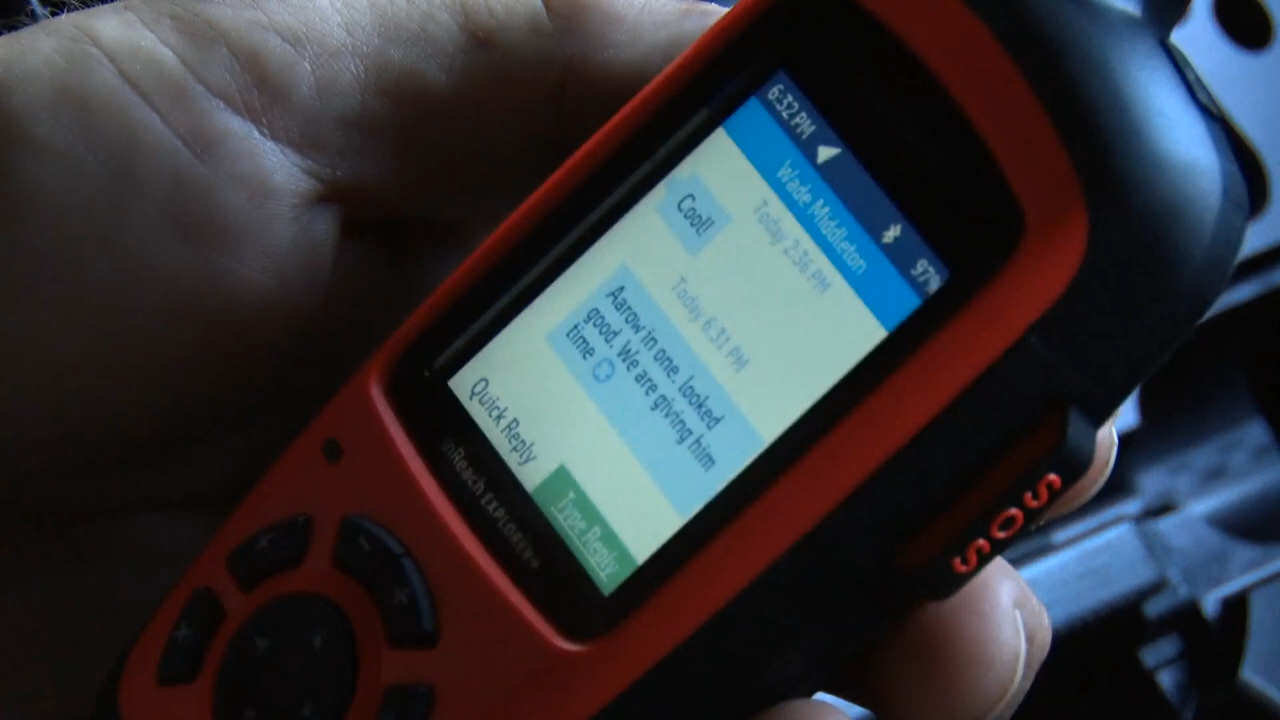 6:32 PM
97%
Wade Middleton
Today 2:36 PM
Cool!
Today 6:31 PM
Aarow in one. looked
good. We are giving him
time
Quick Reply
Type Reply
inReach EXPLORER+
SOS